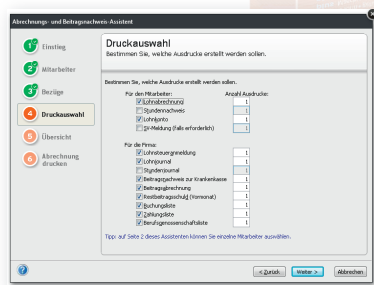 Abrechnungs- und Beitragsnachweis-Assistent
Druckauswahl
Bestimmen Sie, welche Ausdrucke erstellt werden sollen.
1 Einstieg
2 Mitarbeiter
3 Bezüge
4 Druckauswahl
5 Übersicht
6 Abrechnung drucken
Bestimmen Sie, welche Ausdrucke erstellt werden sollen.
Für den Mitarbeiter: Anzahl Ausdrucke:
Lohnabrechnung 1
Stundennachweis 1
Lohnkonto 1
SV-Meldung (falls erforderlich) 1
Für die Firma:
Lohnsteueranmeldung 1
Lohnjournal 1
Stundenjournal 1
Beitragsnachweis zur Krankenkasse 1
Beitragsabrechnung 1
Restbeitragsschuld (Vormonat) 1
Buchungsliste 1
Zahlungsliste 1
Berufsgenossenschaftsliste 1
Tipp: auf Seite 2 dieses Assistenten können Sie einzelne Mitarbeiter auswählen.
? < Zurück Weiter > Abbrechen